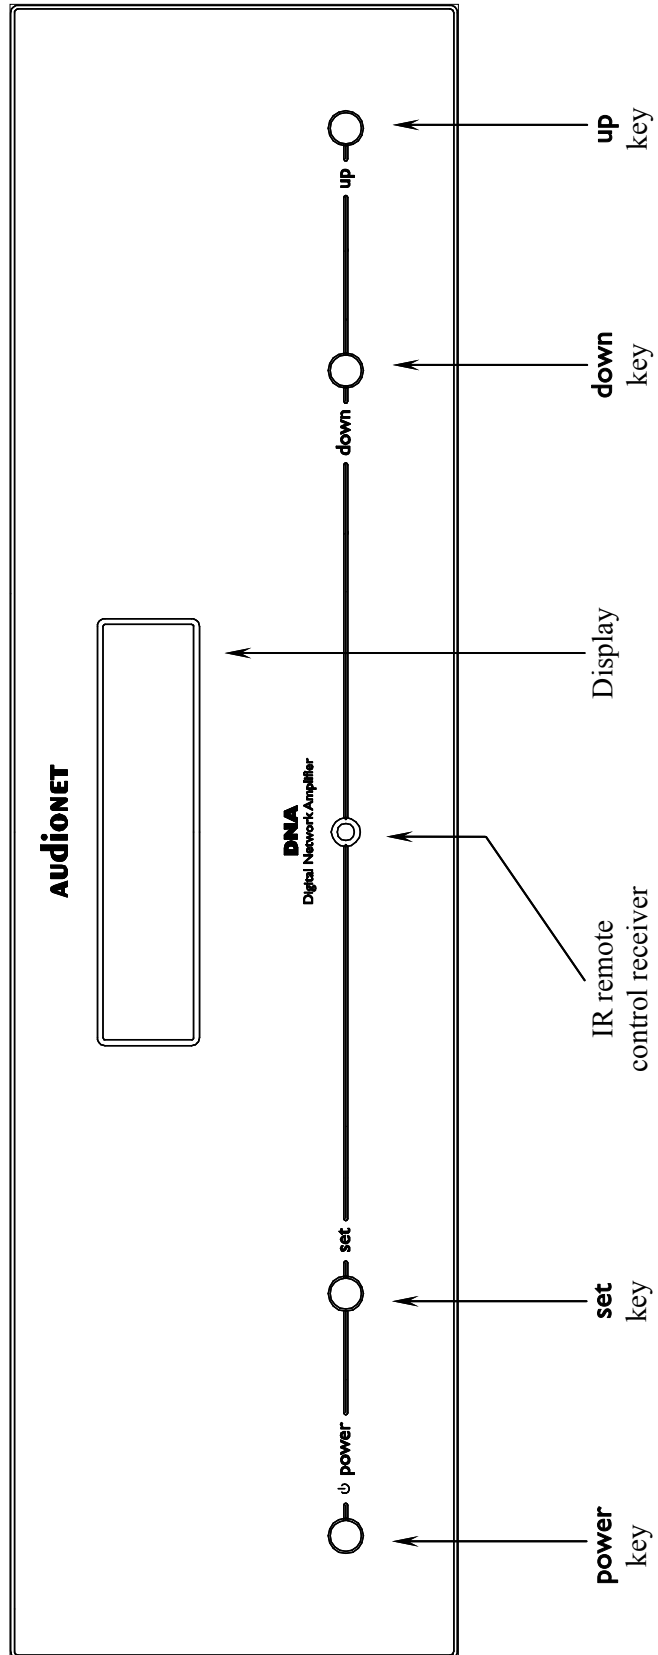 AUdioNET
DNA
Digital Network Amplifier
power
set
down
up
power
key
set
key
IR remote
control receiver
Display
down
key
up
key